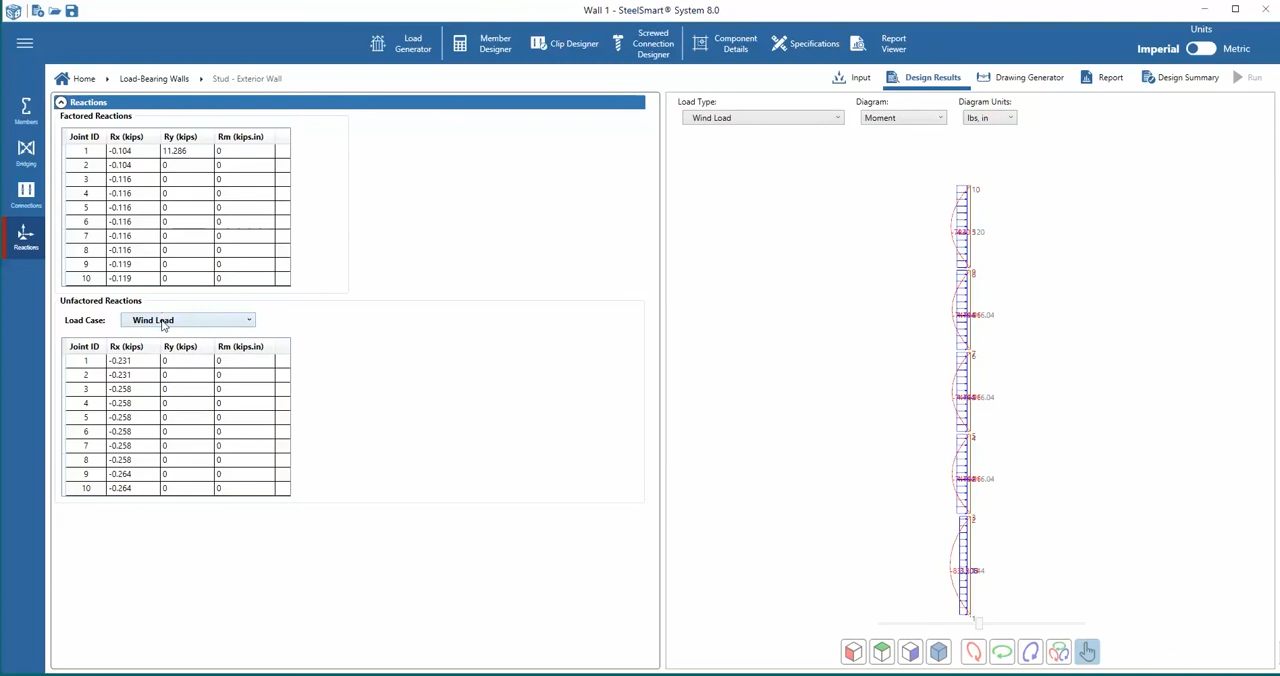 Wall 1 - SteelSmart® System 8.0
Load Generator
Member Designer
Clip Designer
Screwed Connection Designer
Component Details
Specifications
Report Viewer
Units
Imperial Metric
Home Load-Bearing Walls Stud - Exterior Wall
Input Design Results Drawing Generator Report Design Summary Run
Members
Bridging
Connections
Reactions
Reactions
Factored Reactions
Joint ID Rx (kips) Ry (kips) Rm (kips.in)
1 -0.104 11.286 0
2 -0.104 0 0
3 -0.116 0 0
4 -0.116 0 0
5 -0.116 0 0
6 -0.116 0 0
7 -0.116 0 0
8 -0.116 0 0
9 -0.119 0 0
10 -0.119 0 0
Unfactored Reactions
Load Case: Wind Load
Joint ID Rx (kips) Ry (kips) Rm (kips.in)
1 -0.231 0 0
2 -0.231 0 0
3 -0.258 0 0
4 -0.258 0 0
5 -0.258 0 0
6 -0.258 0 0
7 -0.258 0 0
8 -0.258 0 0
9 -0.264 0 0
10 -0.264 0 0
Load Type: Diagram: Diagram Units:
Wind Load Moment lbs, in
10
8
2
1